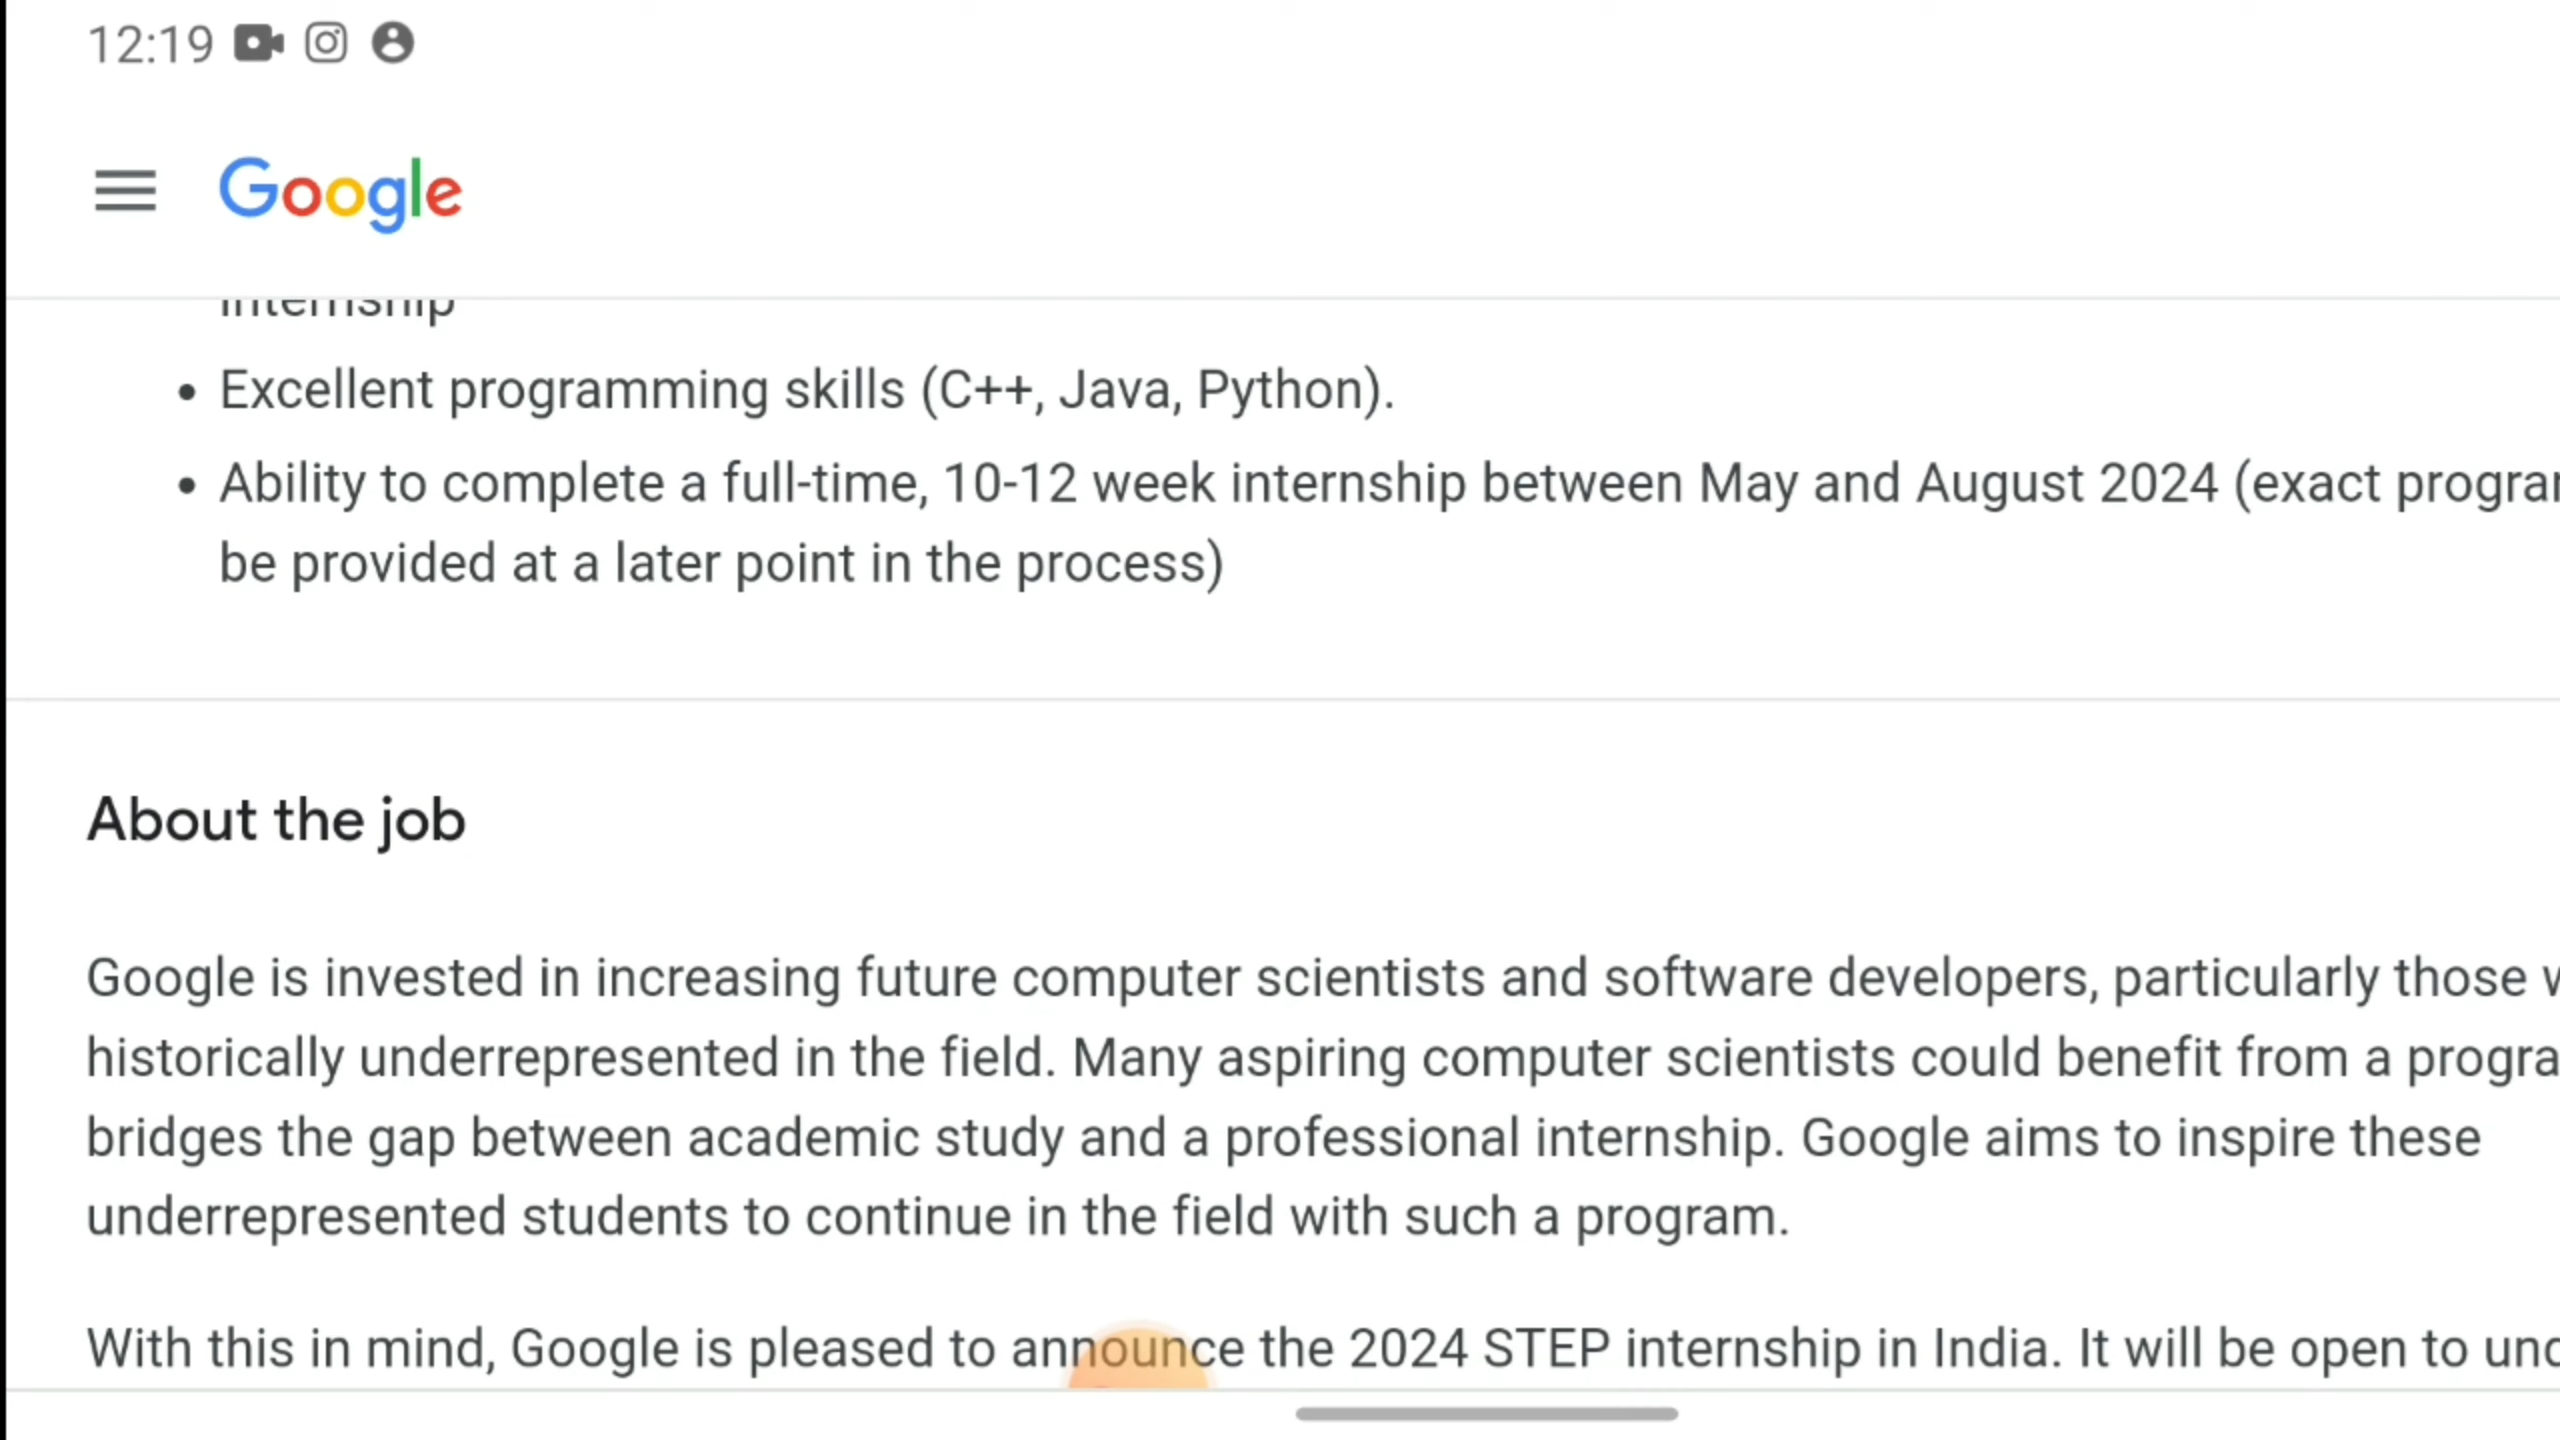 12:19
Google
internship
• Excellent programming skills (C++, Java, Python).
• Ability to complete a full-time, 10-12 week internship between May and August 2024 (exact
be provided at a later point in the process)
About the job
Google is invested in increasing future computer scientists and software developers, particularly those
historically underrepresented in the field. Many aspiring computer scientists could benefit from a
bridges the gap between academic study and a professional internship. Google aims to inspire these
underrepresented students to continue in the field with such a program.
With this in mind, Google is pleased to announce the 2024 STEP internship in India. It will be open to